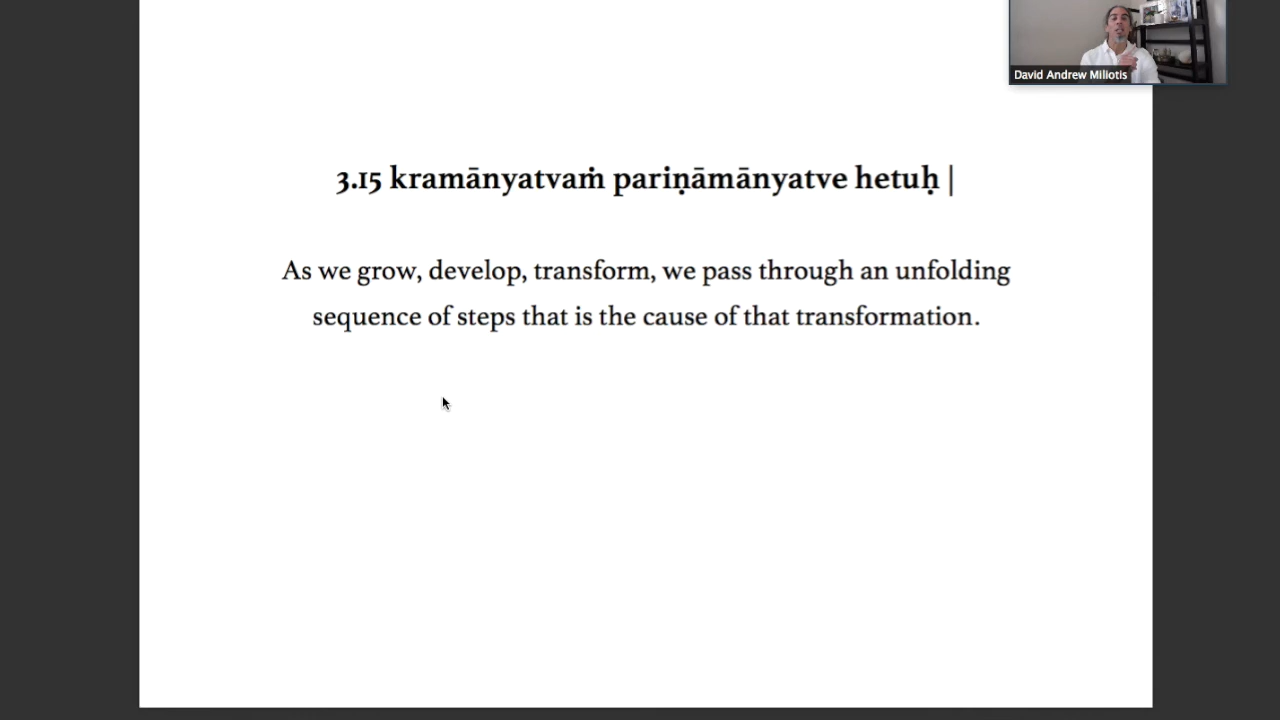 David Andrew Miliotis
3.15 kramānyatvaṁ pariṇāmānyatve hetuḥ |
As we grow, develop, transform, we pass through an unfolding
sequence of steps that is the cause of that transformation.